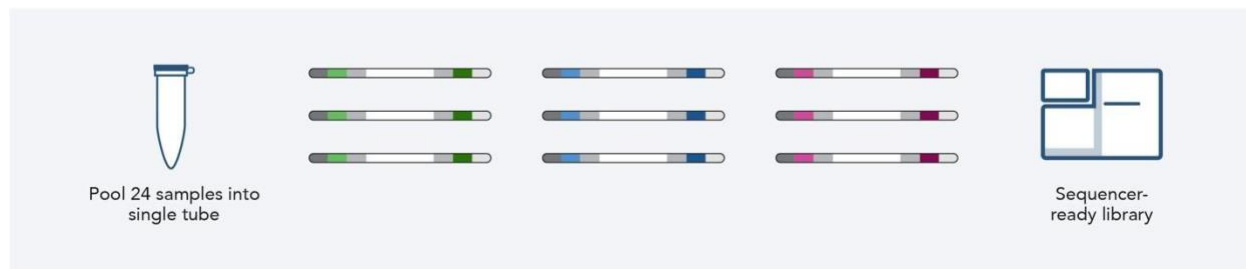 Pool 24 samples into
single tube
Sequencer-
ready library